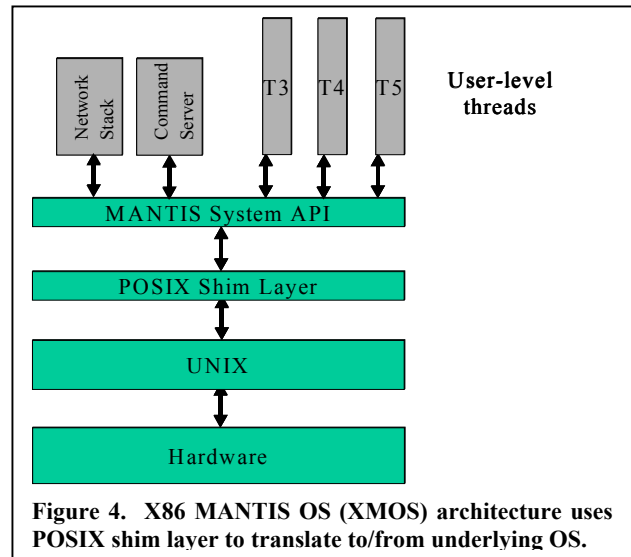 Network
Stack
Command
Server
T3
T4
T5
User-level
threads
MANTIS System API
POSIX Shim Layer
UNIX
Hardware
Figure 4. X86 MANTIS OS (XMOS) architecture uses
POSIX shim layer to translate to/from underlying OS.